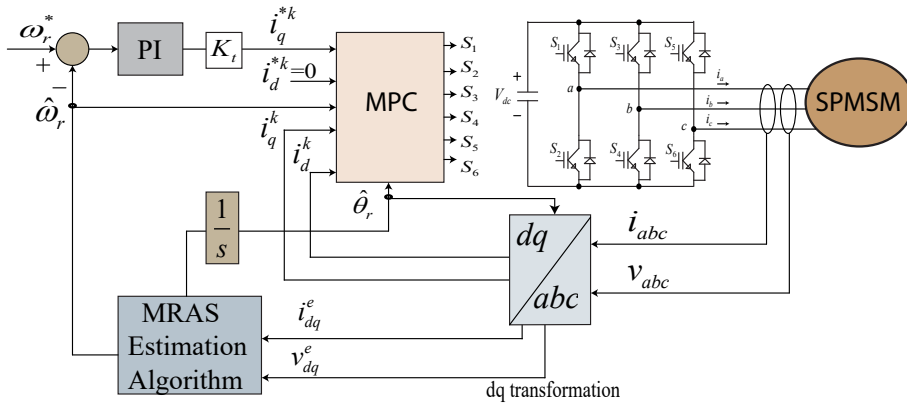 ω_r^*
+
−
PI
K_t
i_q^{*k}
i_d^{*k}=0
ω̂_r
i_q^k
i_d^k
MPC
S_1
S_2
S_3
S_4
S_5
S_6
V_dc
+
−
S_1
S_3
S_5
a
b
c
i_a
i_b
i_c
S_2
S_4
S_6
SPMSM
θ̂_r
1
s
dq
abc
i_abc
v_abc
MRAS
Estimation
Algorithm
i_dq^e
v_dq^e
dq transformation